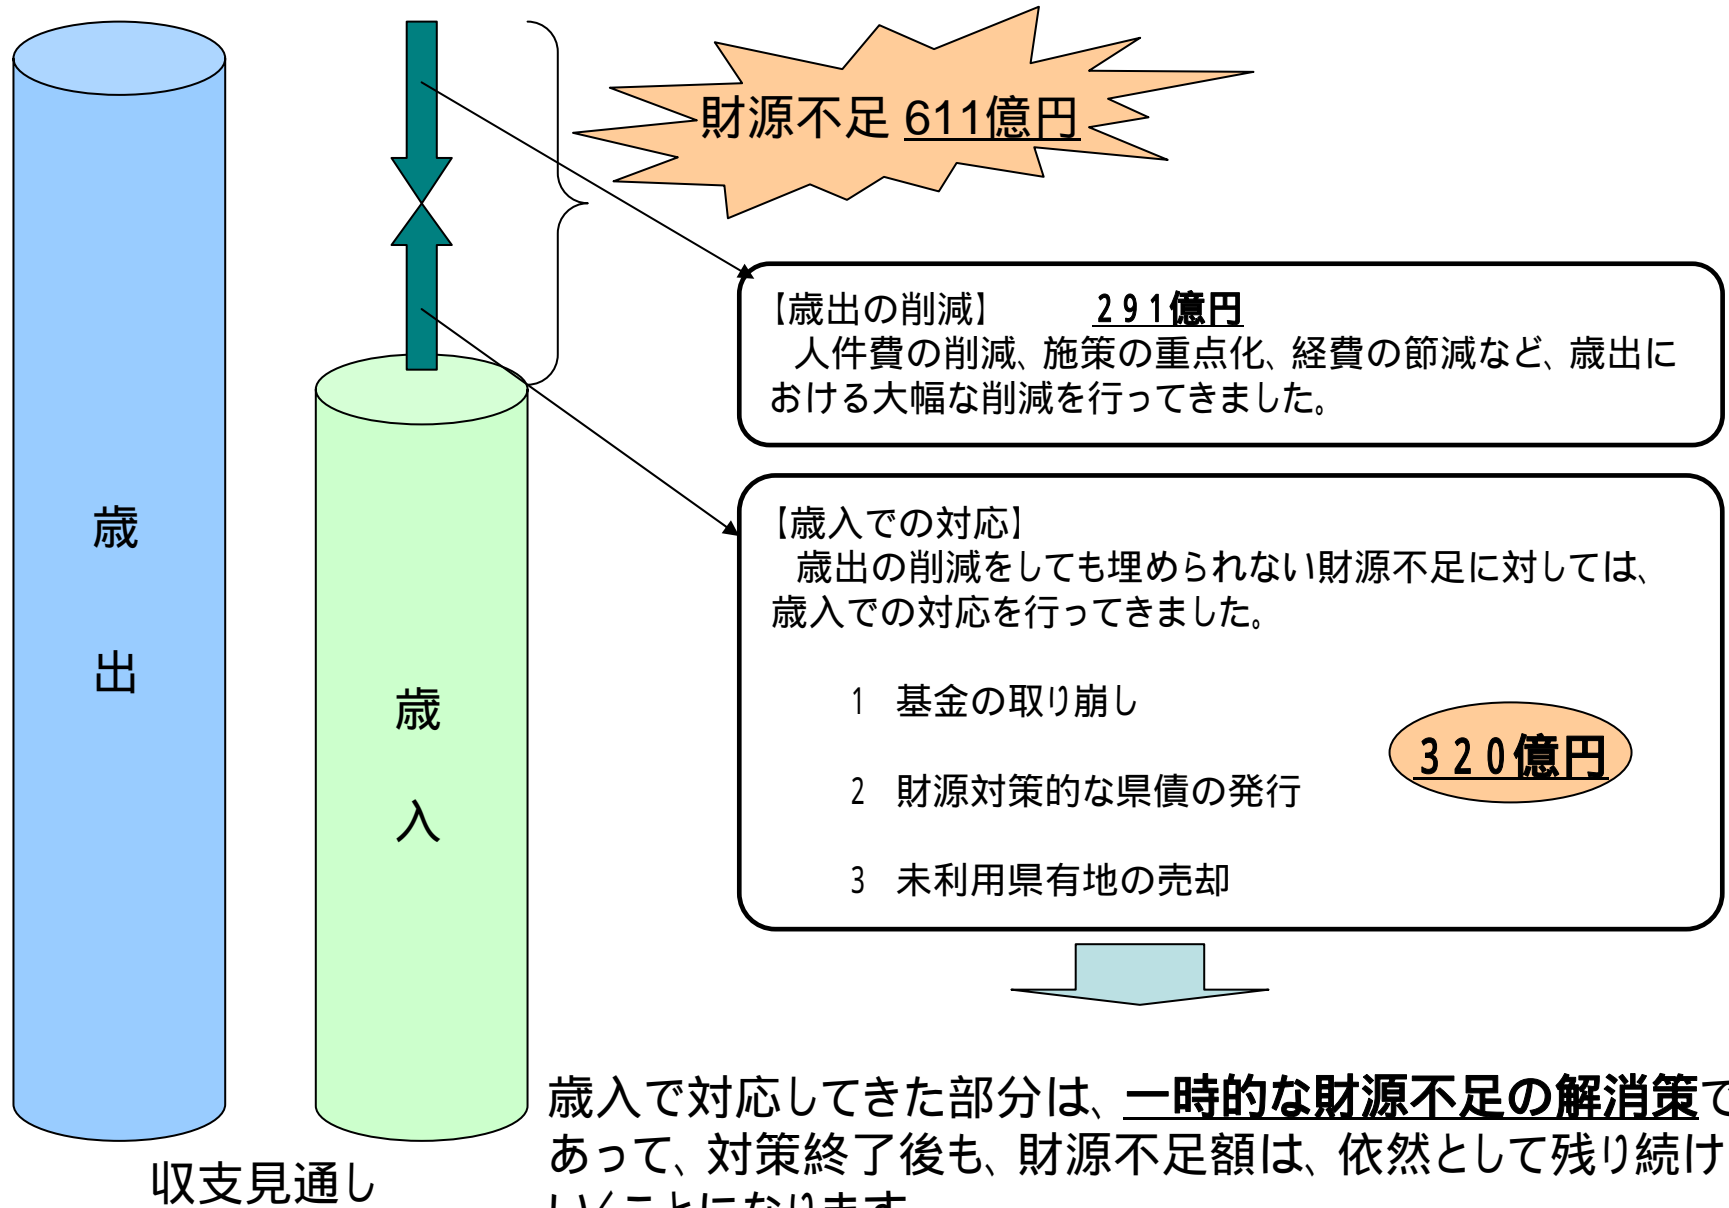 財源不足 611億円
【歳出の削減】 291億円
人件費の削減、施策の重点化、経費の節減など、歳出に
おける大幅な削減を行ってきました。
歳出
歳入
【歳入での対応】
歳出の削減をしても埋められない財源不足に対しては、
歳入での対応を行ってきました。
1 基金の取り崩し
2 財源対策的な県債の発行
320億円
3 未利用県有地の売却
歳入で対応してきた部分は、一時的な財源不足の解消策で
あって、対策終了後も、財源不足額は、依然として残り続け
いくことになります
収支見通し